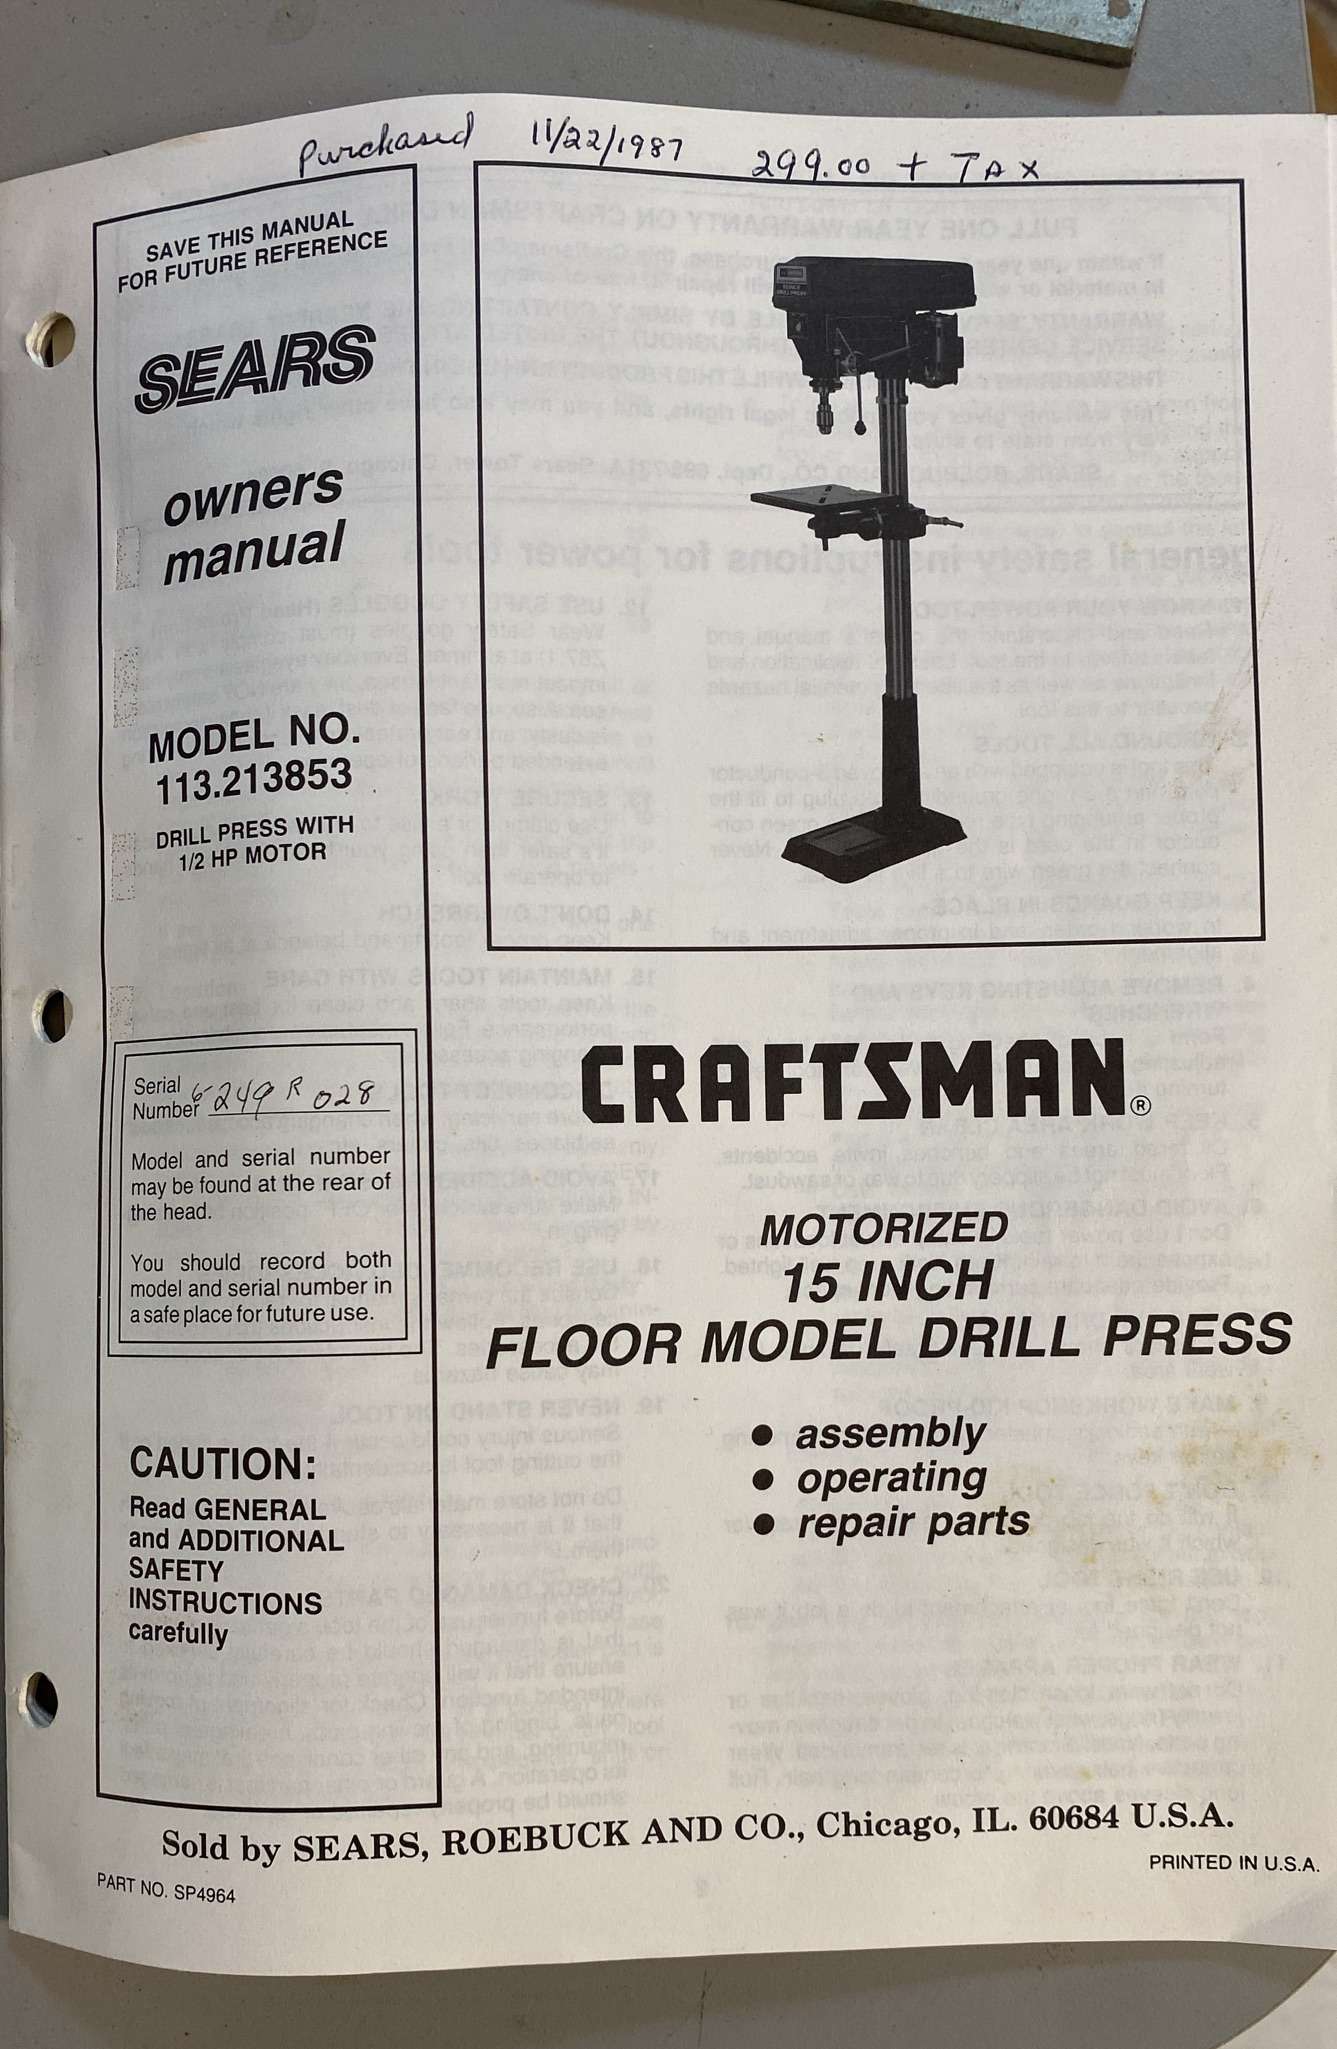 Purchased 11/22/1987 299.00 + TAX
SAVE THIS MANUAL
FOR FUTURE REFERENCE
SEARS
owners
manual
MODEL NO.
113.213853
DRILL PRESS WITH
1/2 HP MOTOR
Serial
Number 249 R 028
Model and serial number
may be found at the rear of
the head.
You should record both
model and serial number in
a safe place for future use.
CAUTION:
Read GENERAL
and ADDITIONAL
SAFETY
INSTRUCTIONS
carefully
CRAFTSMAN®
MOTORIZED
15 INCH
FLOOR MODEL DRILL PRESS
• assembly
• operating
• repair parts
Sold by SEARS, ROEBUCK AND CO., Chicago, IL. 60684 U.S.A.
PART NO. SP4964
PRINTED IN U.S.A.